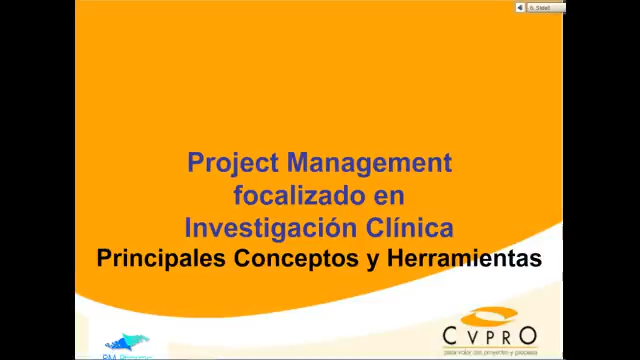 Project Management
focalizado en
Investigación Clínica
Principales Conceptos y Herramientas
CVPRO